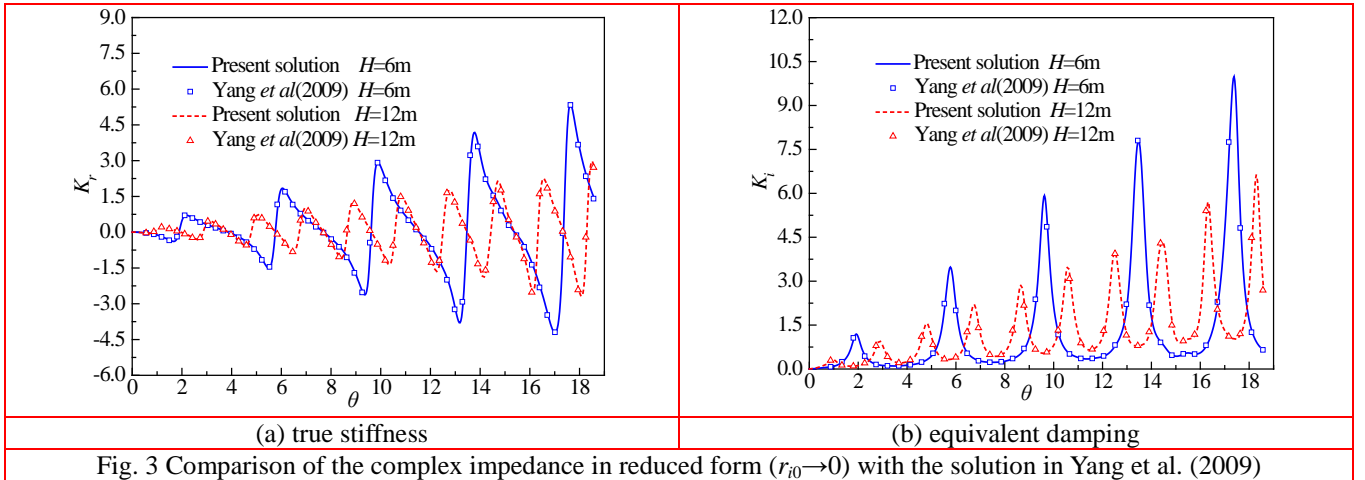 9.0
7.5
6.0
4.5
3.0
1.5
0.0
-1.5
-3.0
-4.5
-6.0
K_r
Present solution H=6m
Yang et al(2009) H=6m
Present solution H=12m
Yang et al(2009) H=12m
0 2 4 6 8 10 12 14 16 18
θ
12.0
10.5
9.0
7.5
6.0
4.5
3.0
1.5
0.0
K_i
Present solution H=6m
Yang et al(2009) H=6m
Present solution H=12m
Yang et al(2009) H=12m
0 2 4 6 8 10 12 14 16 18
θ
(a) true stiffness
(b) equivalent damping
Fig. 3 Comparison of the complex impedance in reduced form (r_{i0}→0) with the solution in Yang et al. (2009)